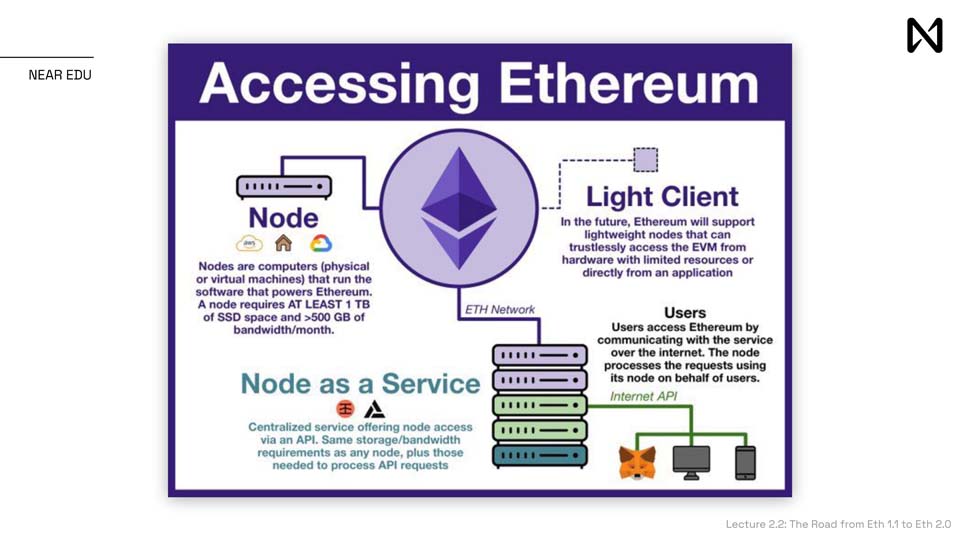 NEAR EDU
Accessing Ethereum
Node
aws
Nodes are computers (physical
or virtual machines) that run the
software that powers Ethereum.
A node requires AT LEAST 1 TB
of SSD space and >500 GB of
bandwidth/month.
Light Client
In the future, Ethereum will support
lightweight nodes that can
trustlessly access the EVM from
hardware with limited resources or
directly from an application
ETH Network
Users
Users access Ethereum by
communicating with the service
over the internet. The node
processes the requests using
its node on behalf of users.
Internet API
Node as a Service
Centralized service offering node access
via an API. Same storage/bandwidth
requirements as any node, plus those
needed to process API requests
Lecture 2.2: The Road from Eth 1.1 to Eth 2.0